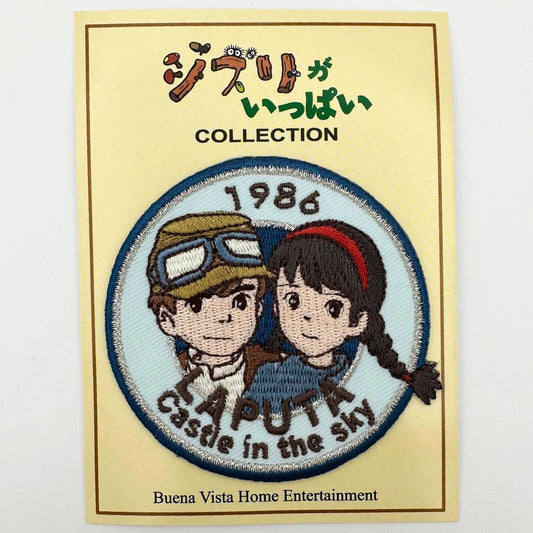 ジブリが
いっぱい
COLLECTION
1986
LAPUTA
Castle in the sky
Buena Vista Home Entertainment